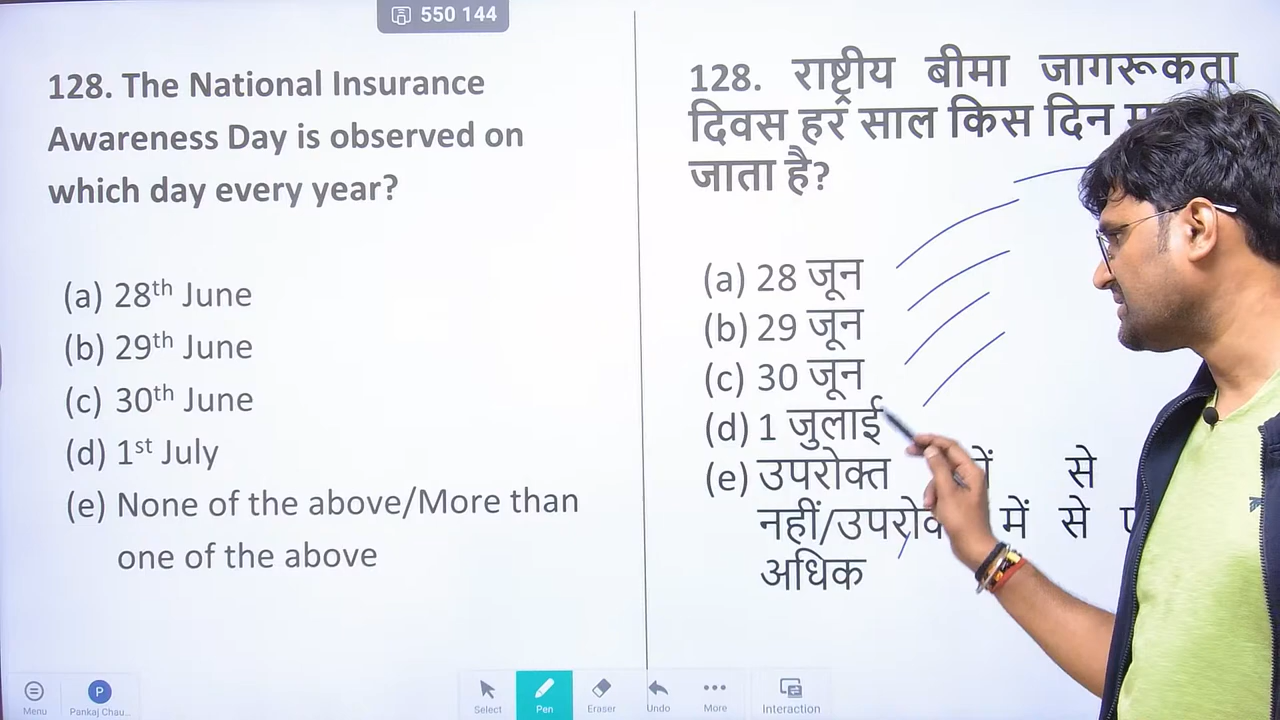 550 144
128. The National Insurance
Awareness Day is observed on
which day every year?
(a) 28th June
(b) 29th June
(c) 30th June
(d) 1st July
(e) None of the above/More than
one of the above
128. राष्ट्रीय बीमा जागरूकता
दिवस हर साल किस दिन
जाता है?
(a) 28 जून
(b) 29 जून
(c) 30 जून
(d) 1 जुलाई
(e) उपरोक्त में से
नहीं/उपरोक्त में से
अधिक
Menu
Pankaj Chau...
Select
Pen
Eraser
Undo
More
Interaction
P